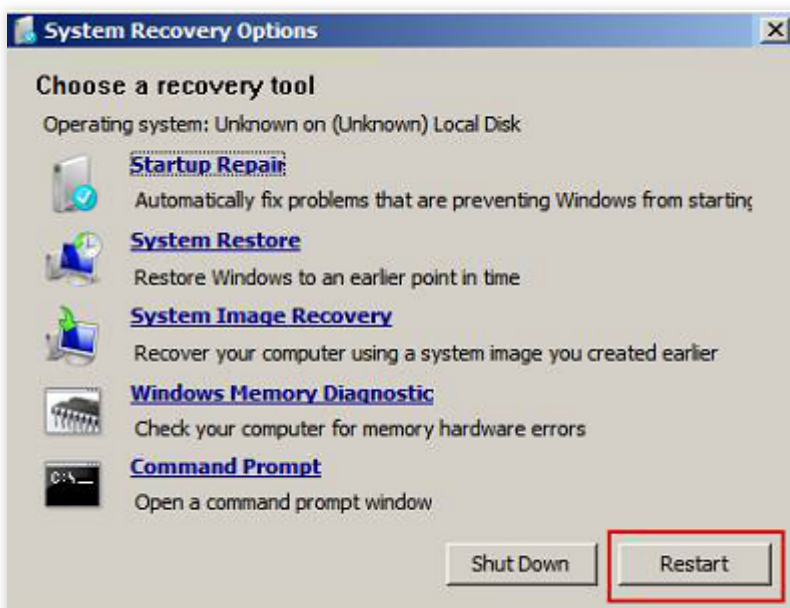 System Recovery Options
Choose a recovery tool
Operating system: Unknown on (Unknown) Local Disk
Startup Repair
Automatically fix problems that are preventing Windows from starting
System Restore
Restore Windows to an earlier point in time
System Image Recovery
Recover your computer using a system image you created earlier
Windows Memory Diagnostic
Check your computer for memory hardware errors
C:\_
Command Prompt
Open a command prompt window
Shut Down Restart